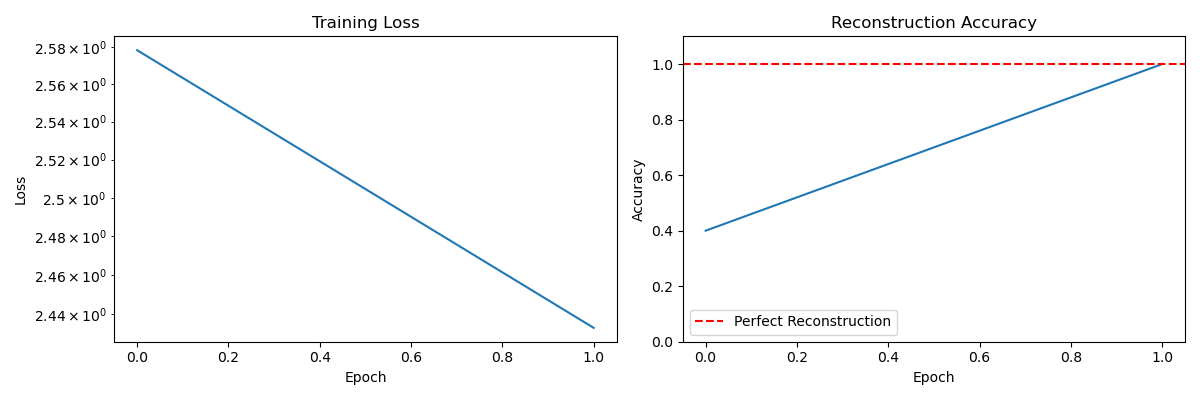 Training Loss
2.58 × 10⁰
2.56 × 10⁰
2.54 × 10⁰
2.52 × 10⁰
2.5 × 10⁰
2.48 × 10⁰
2.46 × 10⁰
2.44 × 10⁰
Loss
0.0 0.2 0.4 0.6 0.8 1.0
Epoch
Reconstruction Accuracy
1.0
0.8
0.6
0.4
0.2
0.0
Accuracy
Perfect Reconstruction
0.0 0.2 0.4 0.6 0.8 1.0
Epoch